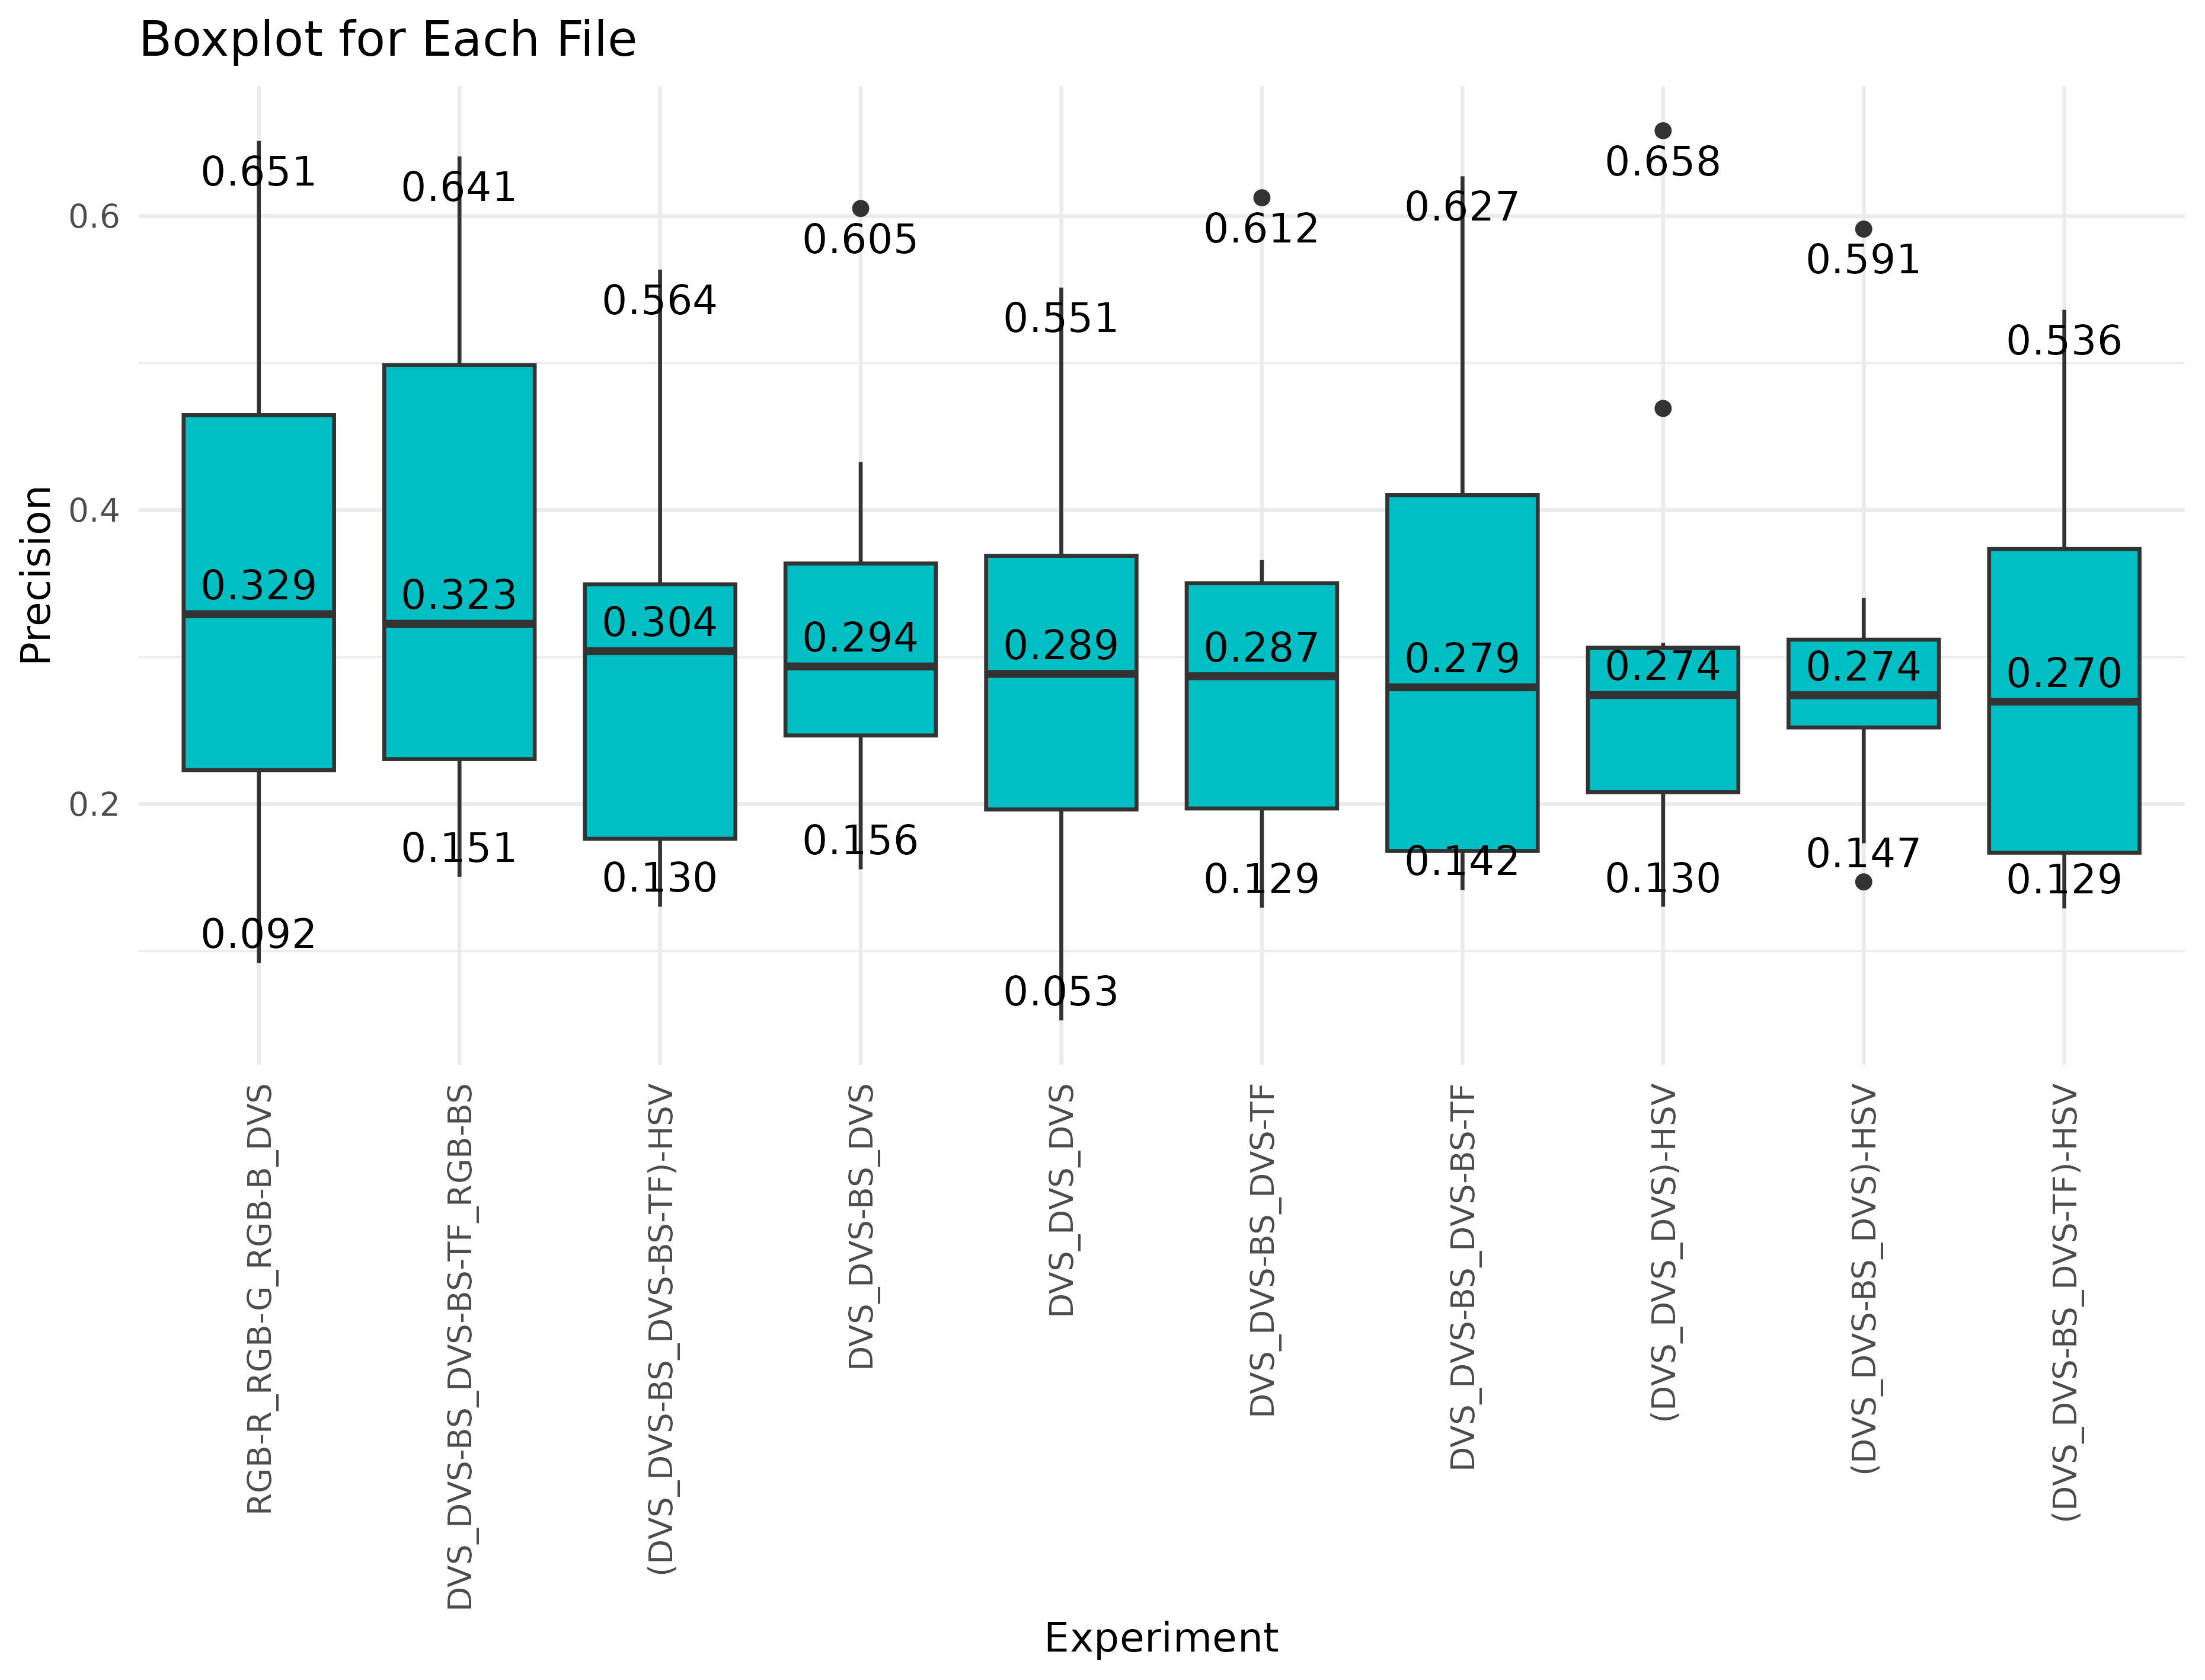 Boxplot for Each File
Precision
0.6
0.4
0.2
0.651
0.329
0.092
0.641
0.323
0.151
0.564
0.304
0.130
0.605
0.294
0.156
0.551
0.289
0.053
0.612
0.287
0.129
0.627
0.279
0.142
0.658
0.274
0.130
0.591
0.274
0.147
0.536
0.270
0.129
RGB-R_RGB-G_RGB-B_DVS
DVS_DVS-BS_DVS-BS-TF_RGB-BS
(DVS_DVS-BS_DVS-BS-TF)-HSV
DVS_DVS-BS_DVS
DVS_DVS_DVS
DVS_DVS-BS_DVS-TF
DVS_DVS-BS_DVS-BS-TF
(DVS_DVS_DVS)-HSV
(DVS_DVS-BS_DVS)-HSV
(DVS_DVS-BS_DVS-TF)-HSV
Experiment